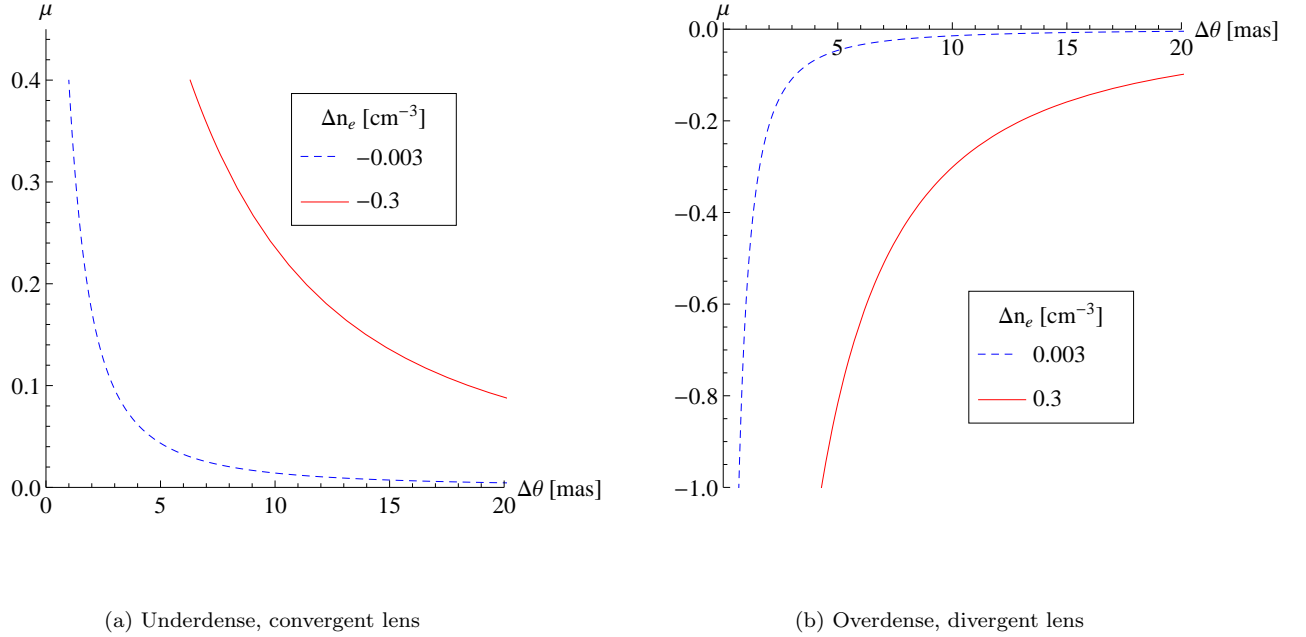 μ
0.4
0.3
0.2
0.1
0.0
0 5 10 15 20
Δθ [mas]
Δn_e [cm⁻³]
−0.003
−0.3
(a) Underdense, convergent lens
μ
0.0
−0.2
−0.4
−0.6
−0.8
−1.0
5 10 15 20
Δθ [mas]
Δn_e [cm⁻³]
0.003
0.3
(b) Overdense, divergent lens